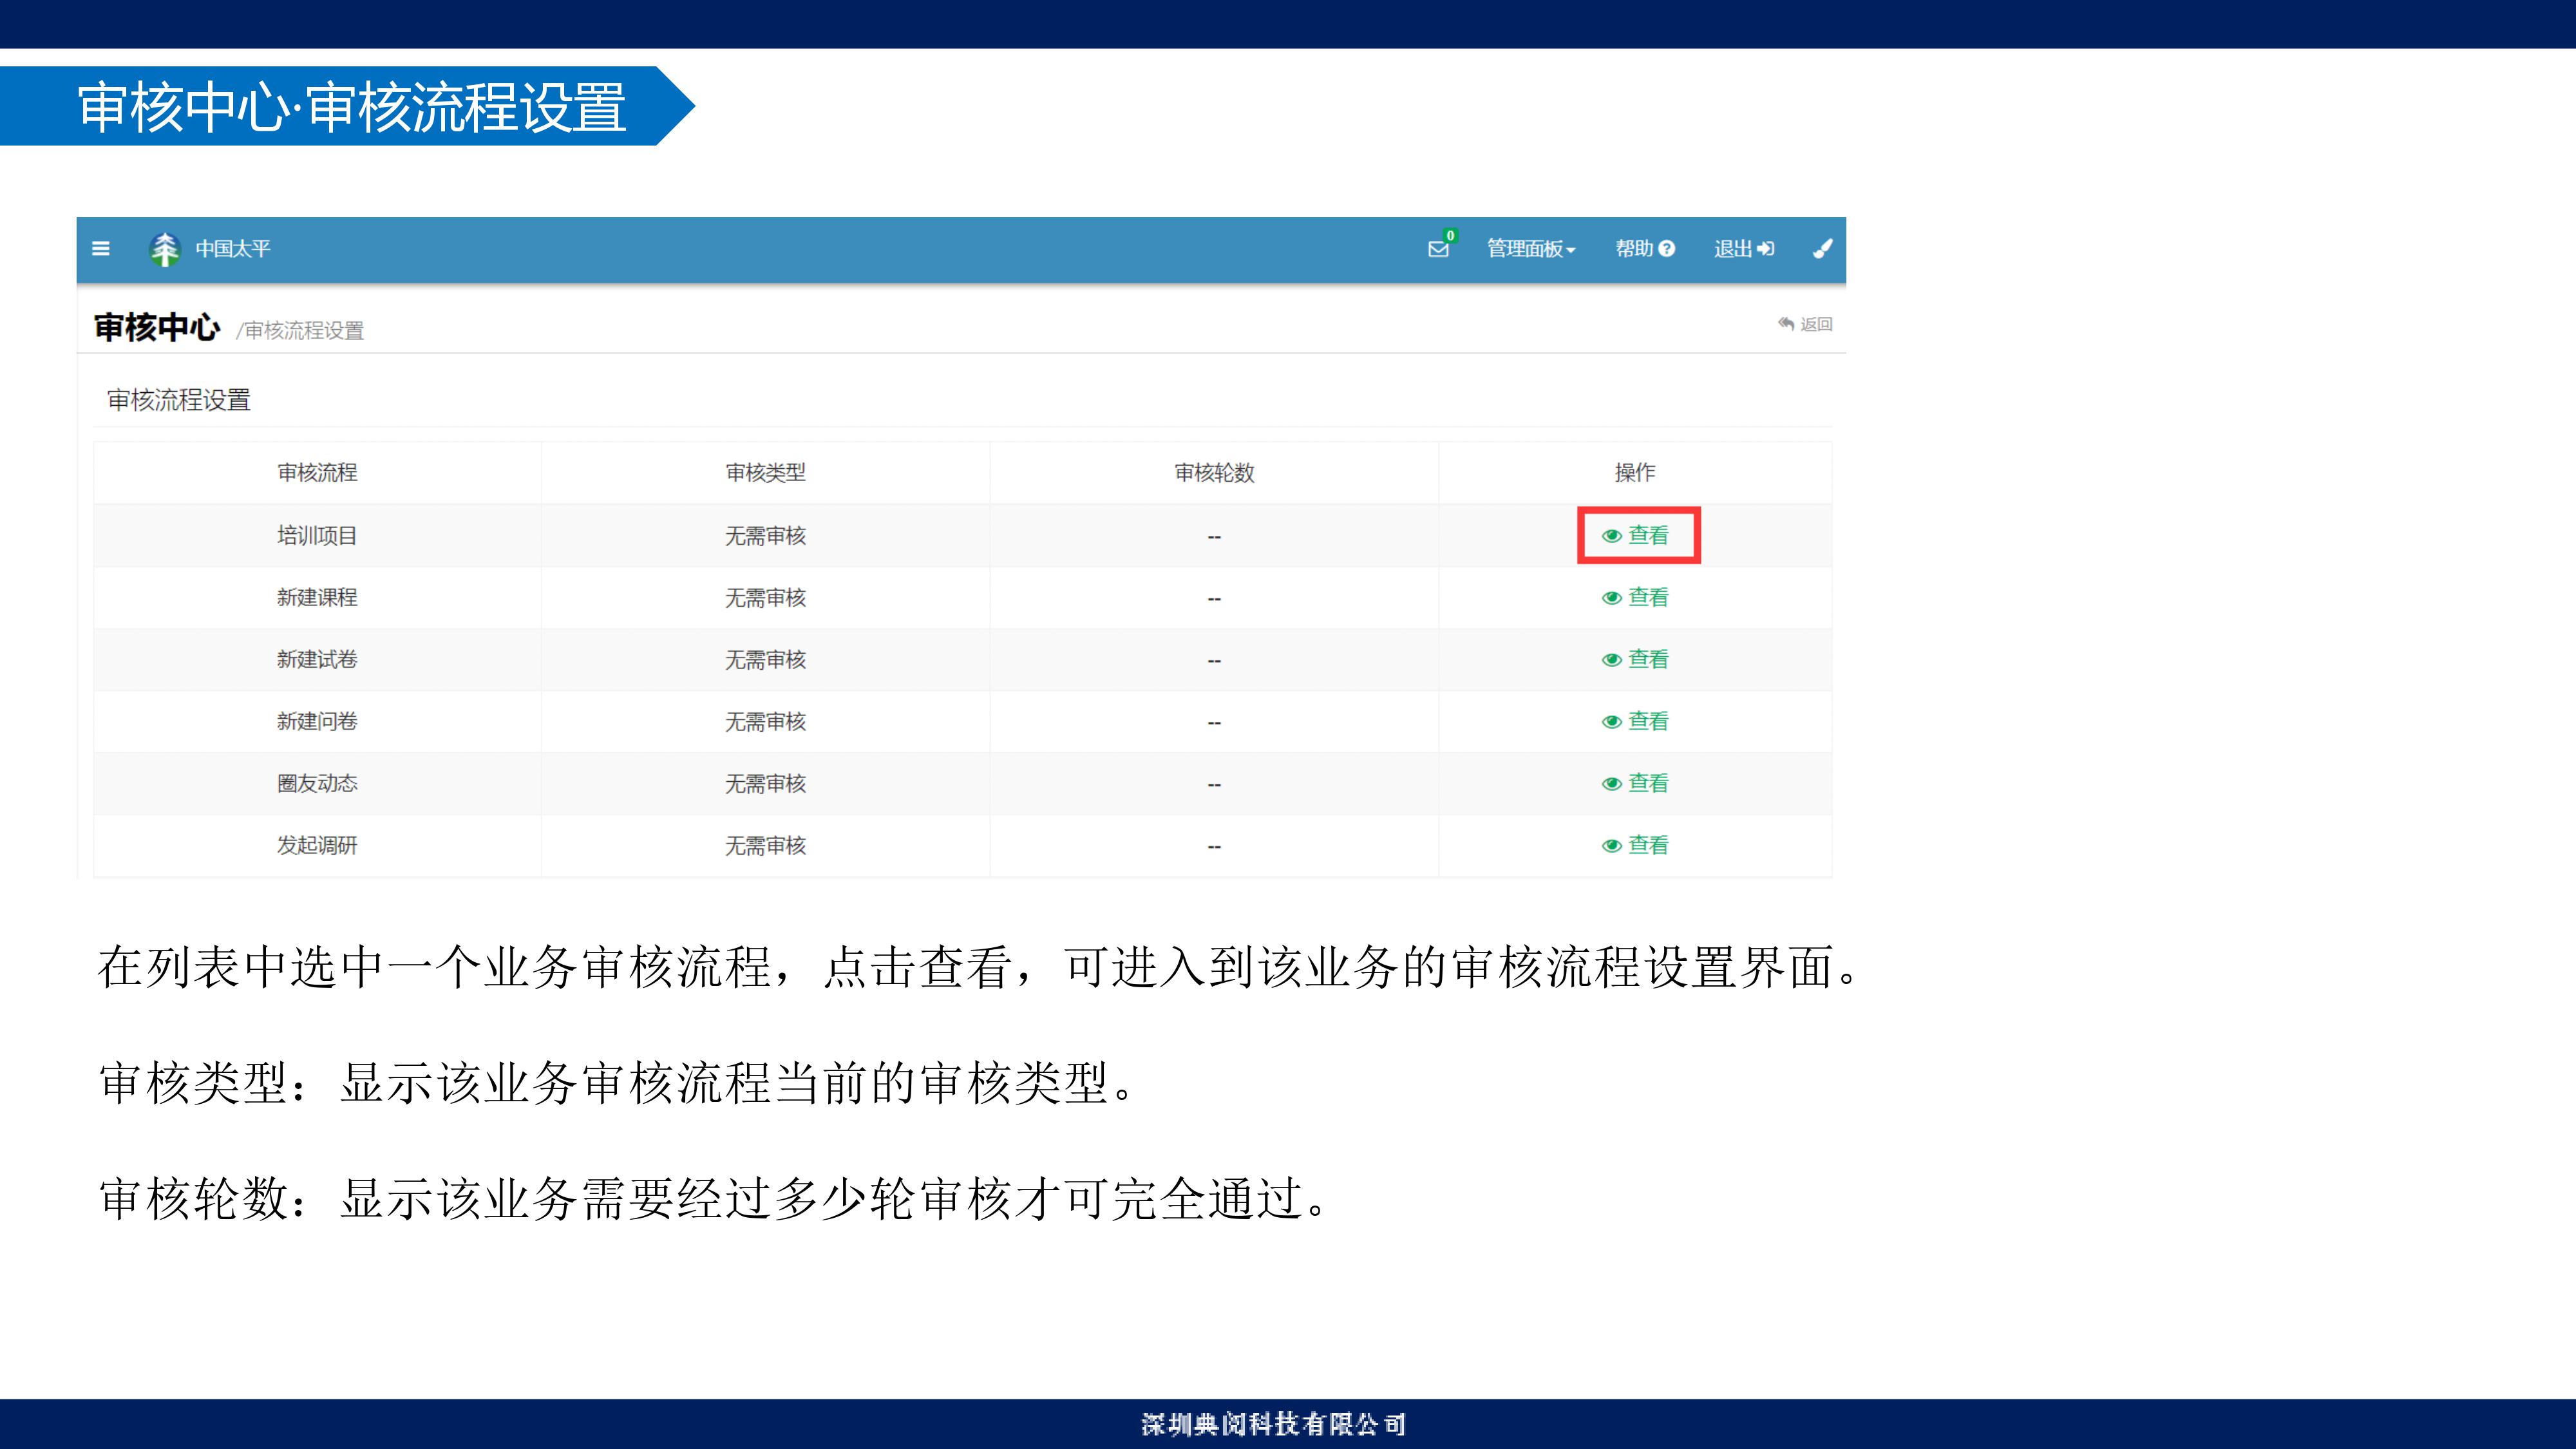 审核中心·审核流程设置
中国太平 0 管理面板 帮助 退出
审核中心 /审核流程设置 返回
审核流程设置
审核流程 审核类型 审核轮数 操作
培训项目 无需审核 -- 查看
新建课程 无需审核 -- 查看
新建试卷 无需审核 -- 查看
新建问卷 无需审核 -- 查看
圈友动态 无需审核 -- 查看
发起调研 无需审核 -- 查看
在列表中选中一个业务审核流程，点击查看，可进入到该业务的审核流程设置界面。
审核类型：显示该业务审核流程当前的审核类型。
审核轮数：显示该业务需要经过多少轮审核才可完全通过。
深圳典阅科技有限公司